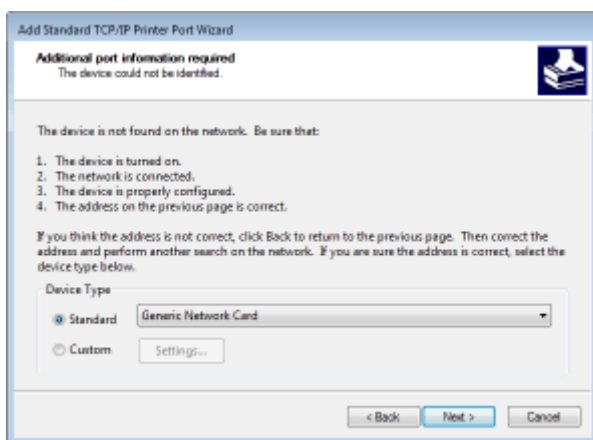 Add Standard TCP/IP Printer Port Wizard
Additional port information required
The device could not be identified.
The device is not found on the network. Be sure that:
1. The device is turned on.
2. The network is connected.
3. The device is properly configured.
4. The address on the previous page is correct.
If you think the address is not correct, click Back to return to the previous page. Then correct the
address and perform another search on the network. If you are sure the address is correct, select the
device type below.
Device Type
Standard
Generic Network Card
Custom
Settings...
< Back
Next >
Cancel